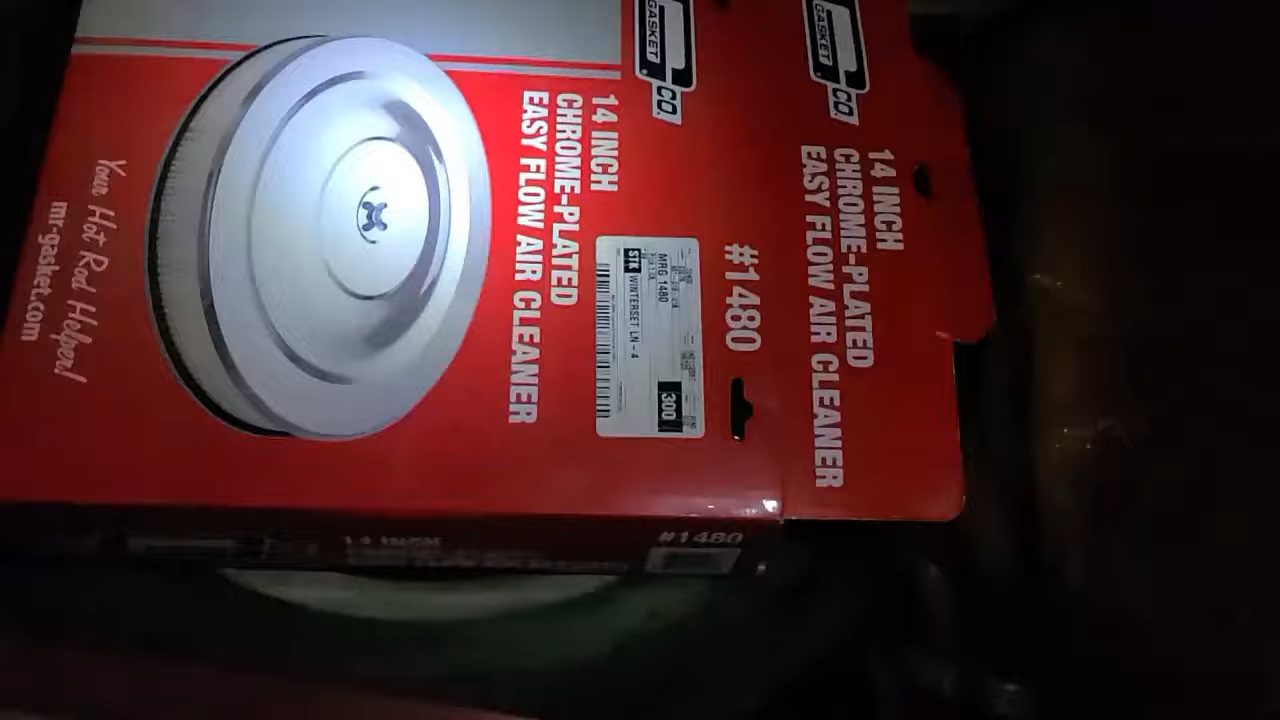 GASKET
CO.
14 INCH
CHROME-PLATED
EASY FLOW AIR CLEANER
GASKET
CO.
14 INCH
CHROME-PLATED
EASY FLOW AIR CLEANER
#1480
MRG 1480
STK WINTERSET LN - 4
300
Your Hot Rod Helper!
mr-gasket.com
14 INCH
#1480